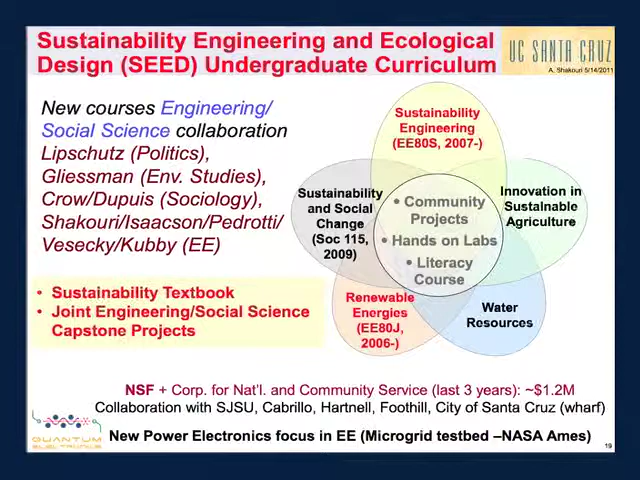 Sustainability Engineering and Ecological
Design (SEED) Undergraduate Curriculum
UC SANTA CRUZ
A. Shakouri 5/14/2011
New courses Engineering/
Social Science collaboration
Lipschutz (Politics),
Gliessman (Env. Studies),
Crow/Dupuis (Sociology),
Shakouri/Isaacson/Pedrotti/
Vesecky/Kubby (EE)
• Sustainability Textbook
• Joint Engineering/Social Science
Capstone Projects
Sustainability
Engineering
(EE80S, 2007-)
Sustainability
and Social
Change
(Soc 115,
2009)
• Community
Projects
• Hands on Labs
• Literacy
Course
Innovation in
Sustainable
Agriculture
Renewable
Energies
(EE80J,
2006-)
Water
Resources
NSF + Corp. for Nat'l. and Community Service (last 3 years): ~$1.2M
Collaboration with SJSU, Cabrillo, Hartnell, Foothill, City of Santa Cruz (wharf)
New Power Electronics focus in EE (Microgrid testbed –NASA Ames)
QUANTUM
ELECTRONICS
19